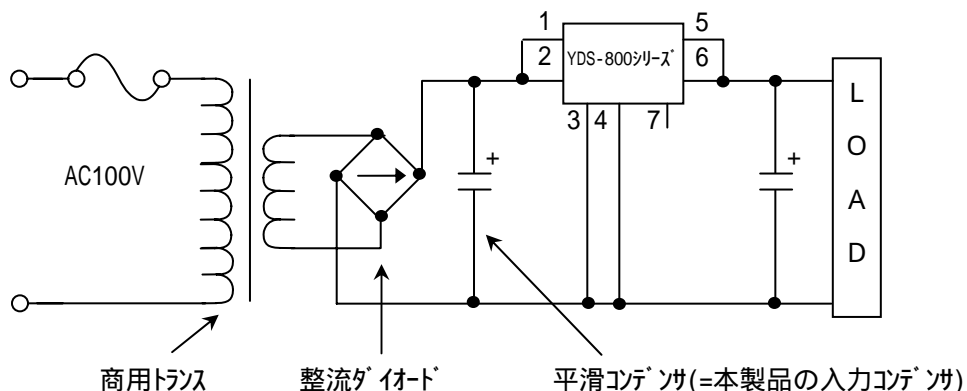 1
2
YDS-800ｼﾘｰｽﾞ
5
6
3
4
7
AC100V
+
+
L
O
A
D
商用ﾄﾗﾝｽ
整流ﾀﾞｲｵｰﾄﾞ
平滑ｺﾝﾃﾞﾝｻ(=本製品の入力ｺﾝﾃﾞﾝｻ)